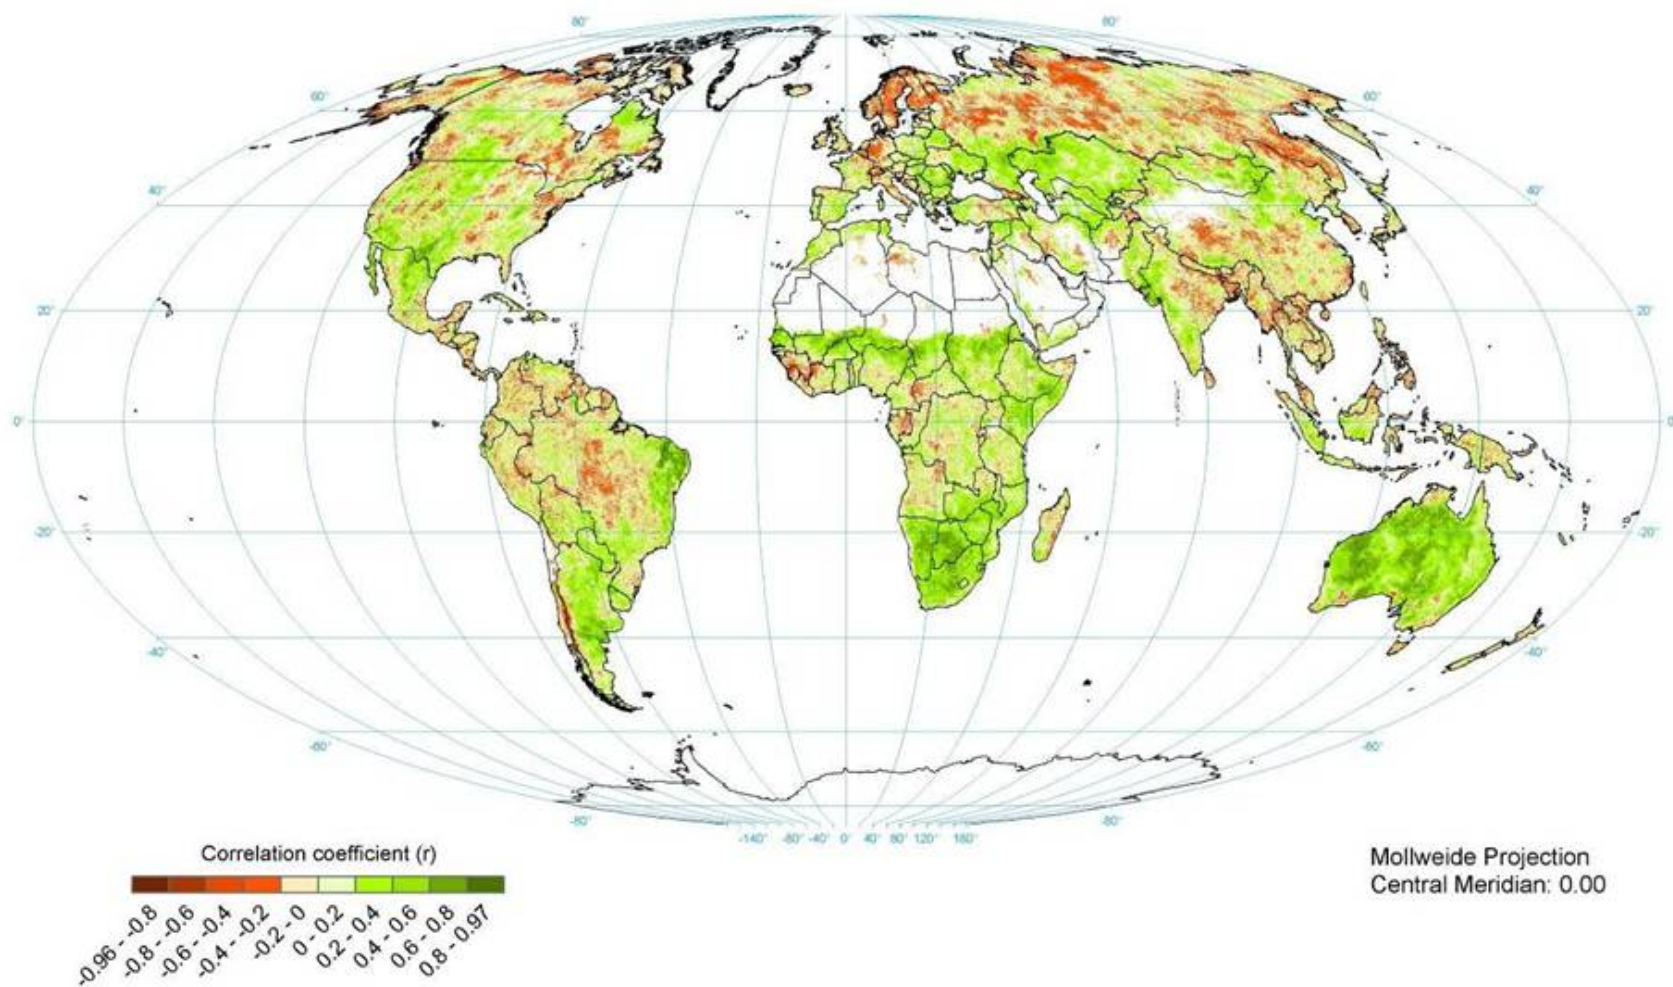 80° 80°
60° 60°
40° 40°
20° 20°
0° 0°
-20° -20°
-40° -40°
-60° -60°
-80° -80°
-140° -80° -40° 0° 40° 80° 120° 160°
Correlation coefficient (r)
-0.96 - -0.8
-0.8 - -0.6
-0.6 - -0.4
-0.4 - -0.2
-0.2 - 0
0 - 0.2
0.2 - 0.4
0.4 - 0.6
0.6 - 0.8
0.8 - 0.97
Mollweide Projection
Central Meridian: 0.00